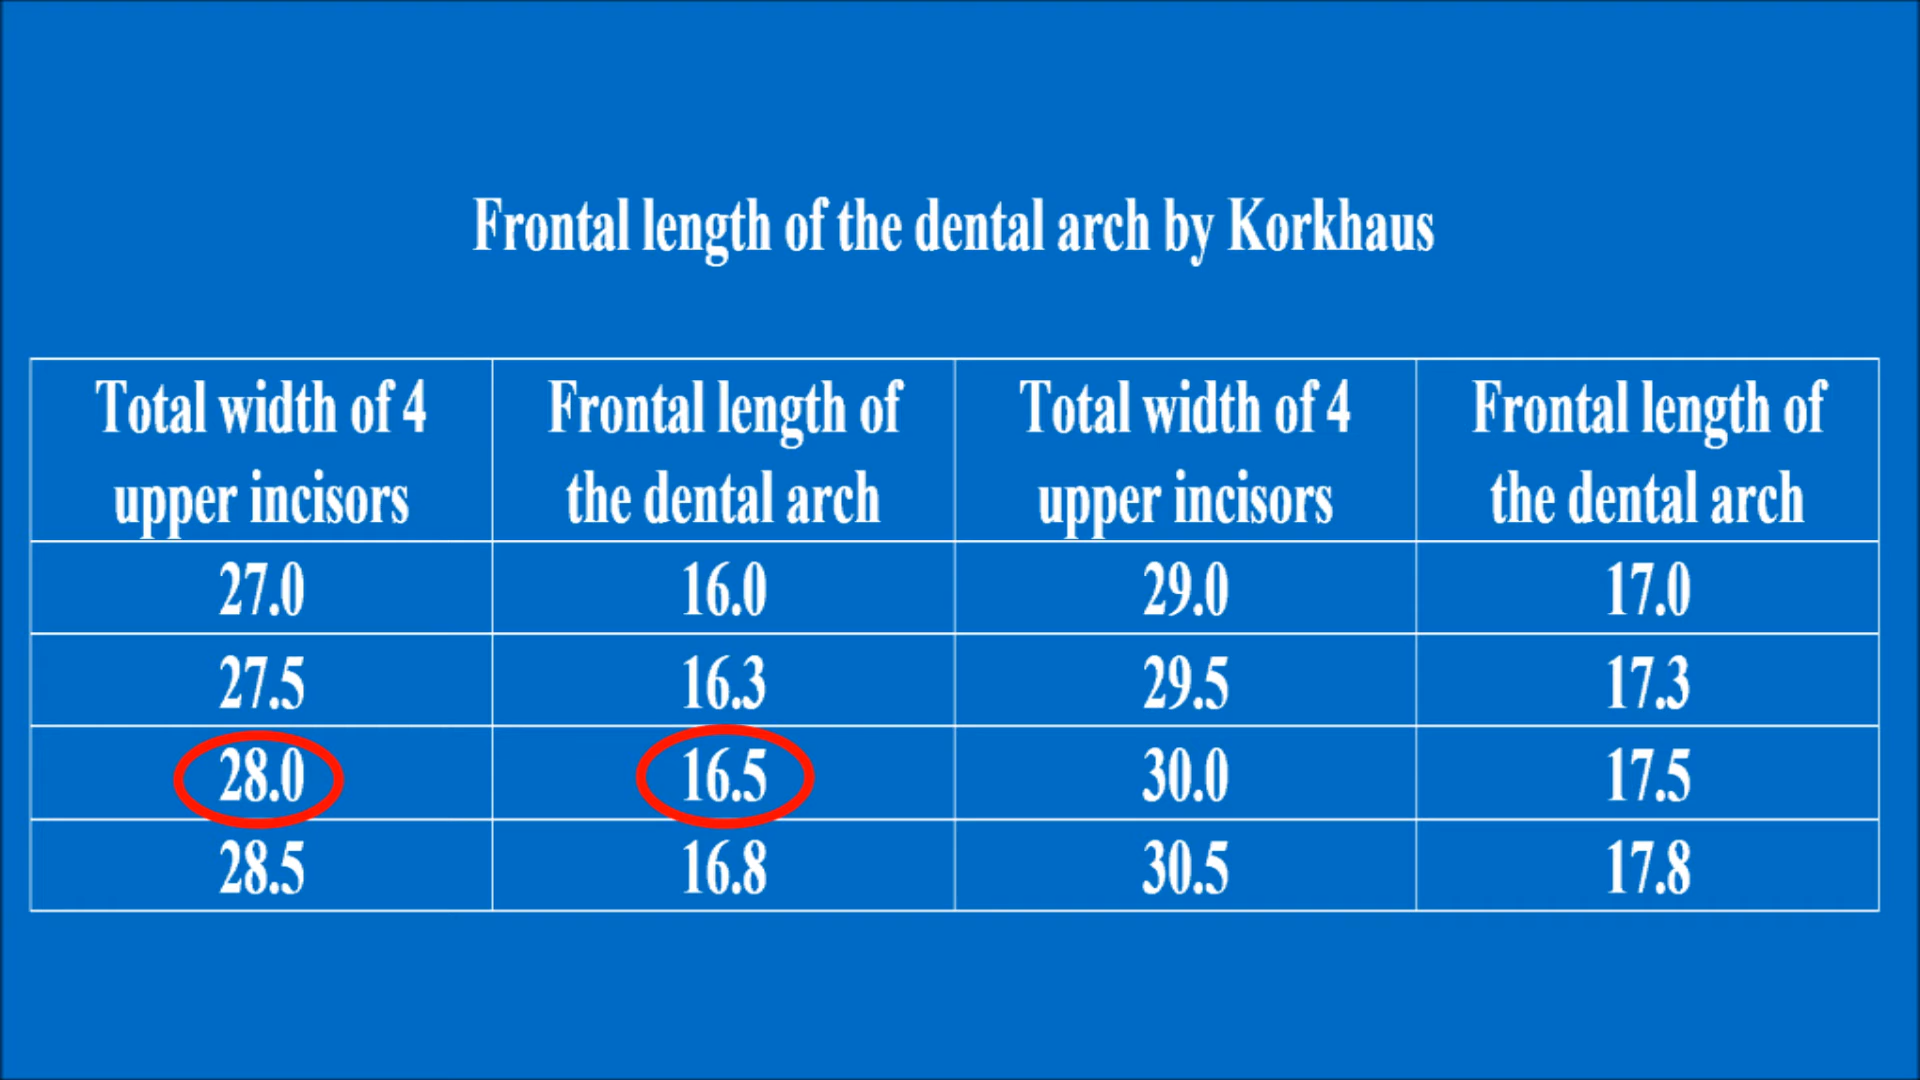 Frontal length of the dental arch by Korkhaus
Total width of 4 upper incisors Frontal length of the dental arch Total width of 4 upper incisors Frontal length of the dental arch
27.0 16.0 29.0 17.0
27.5 16.3 29.5 17.3
28.0 16.5 30.0 17.5
28.5 16.8 30.5 17.8